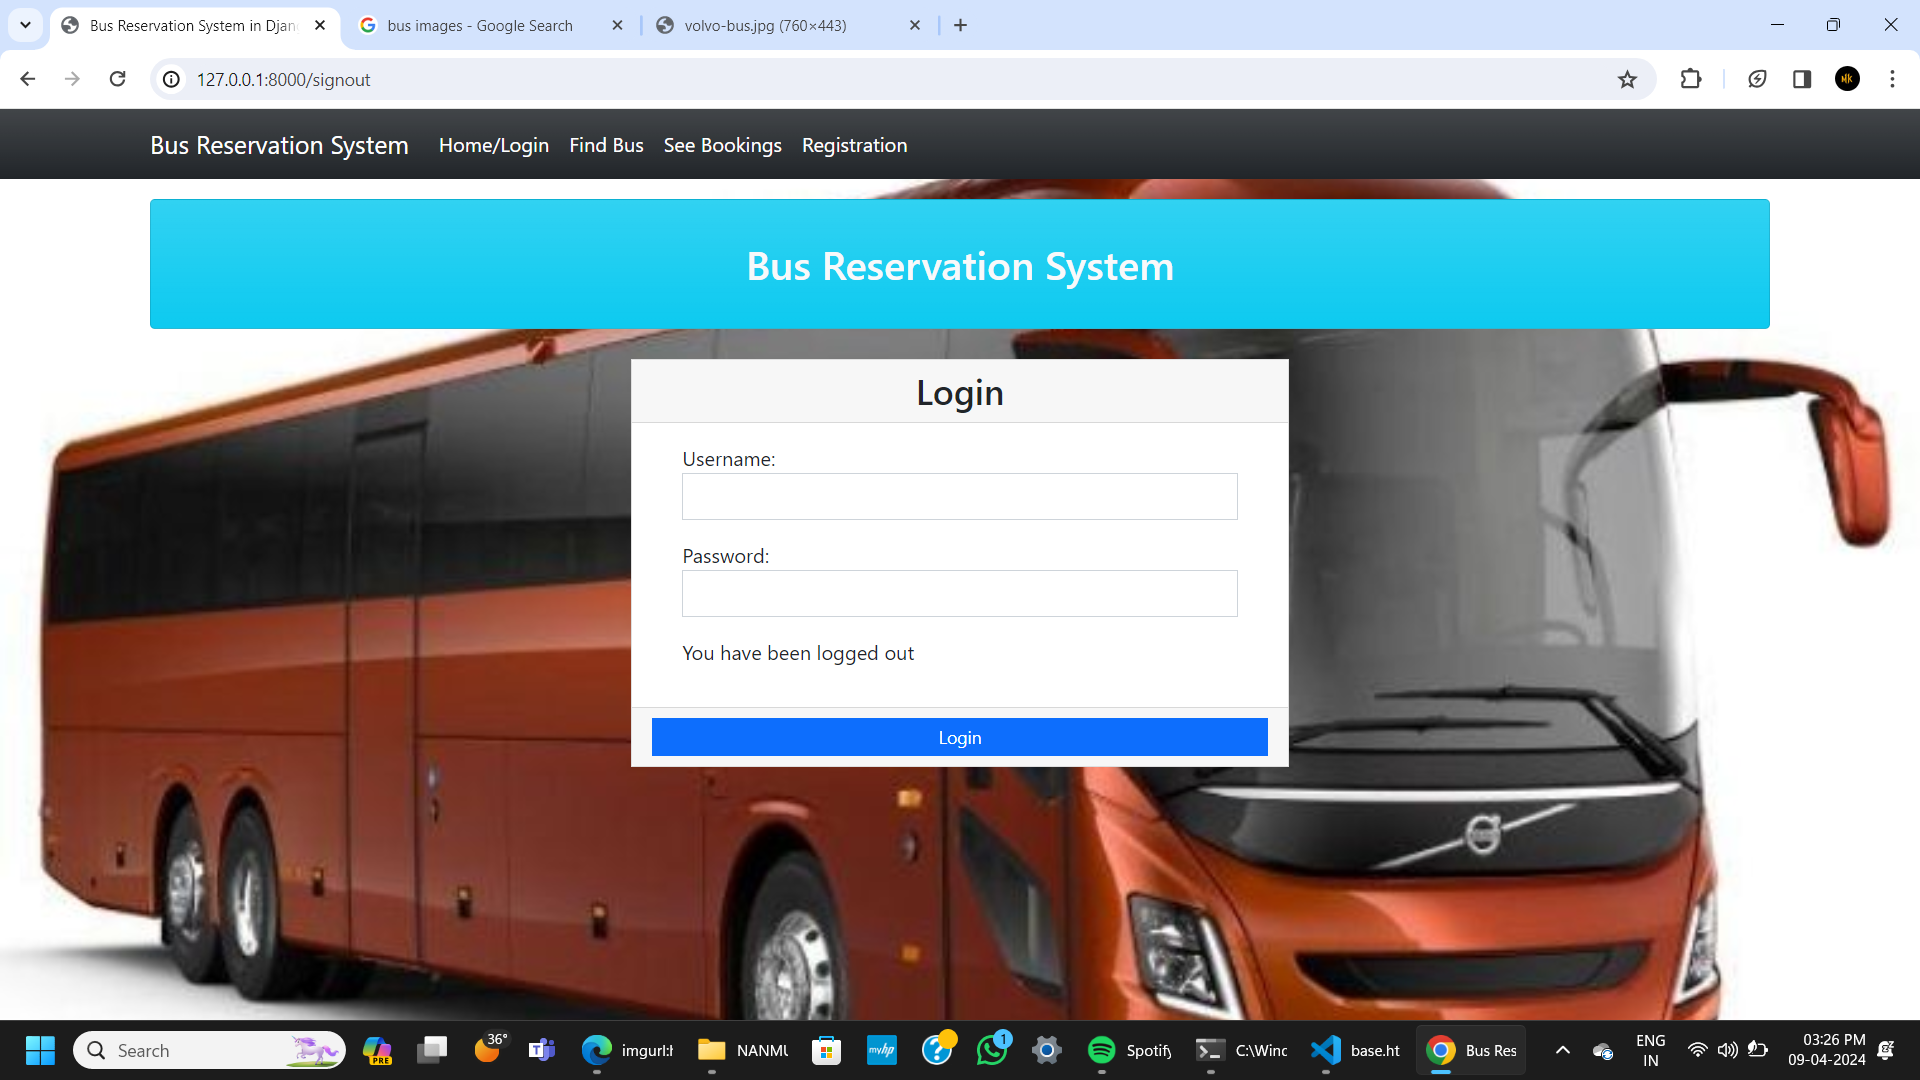 Bus Reservation System in Djan
bus images - Google Search
volvo-bus.jpg (760×443)
127.0.0.1:8000/signout
Bus Reservation System
Home/Login
Find Bus
See Bookings
Registration
Bus Reservation System
Login
Username:
Password:
You have been logged out
Login
Search
PRE
36°
imgurl:h
NANMU
myhp
1
Spotify
C:\Winc
base.ht
Bus Res
ENG
IN
03:26 PM
09-04-2024